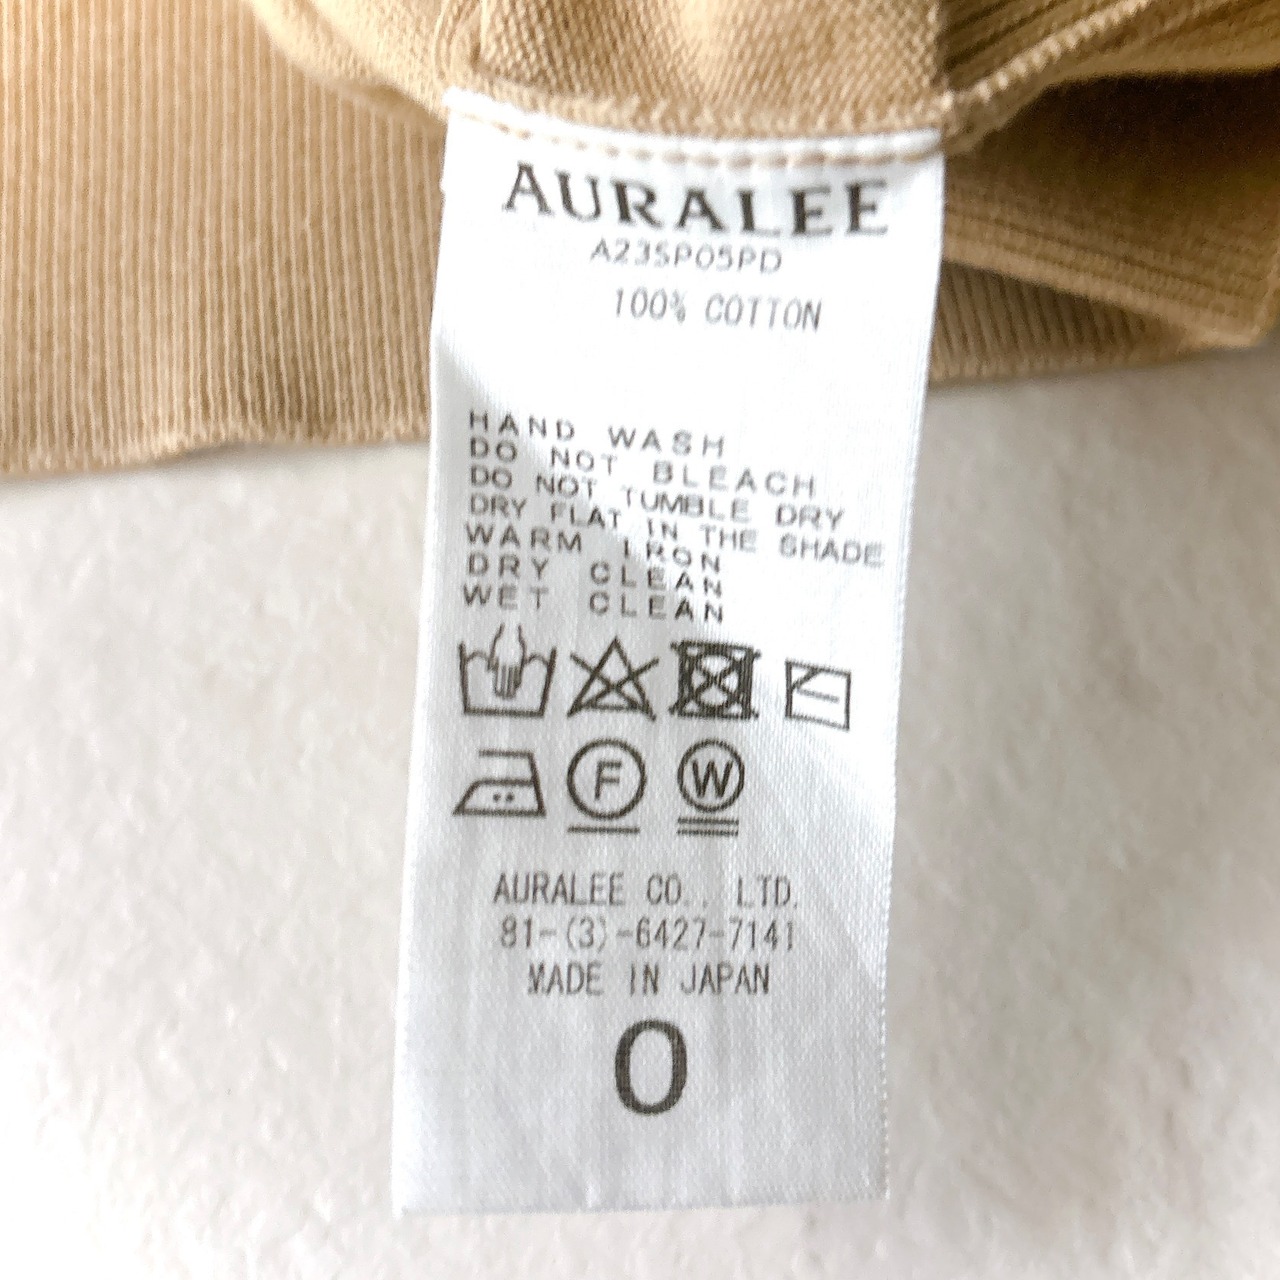 AURALEE
A23SP05PD
100% COTTON
HAND WASH
DO NOT BLEACH
DO NOT TUMBLE DRY
DRY FLAT IN THE SHADE
WARM IRON
DRY CLEAN
WET CLEAN
F W
AURALEE CO., LTD.
81-(3)-6427-7141
MADE IN JAPAN
0